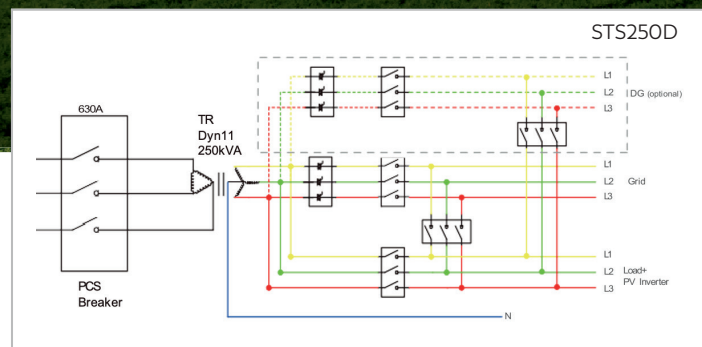 STS250D
L1
L2 DG (optional)
L3
630A
TR
Dyn11
250kVA
L1
L2 Grid
L3
L1
L2 Load+
PV Inverter
L3
PCS
Breaker
N